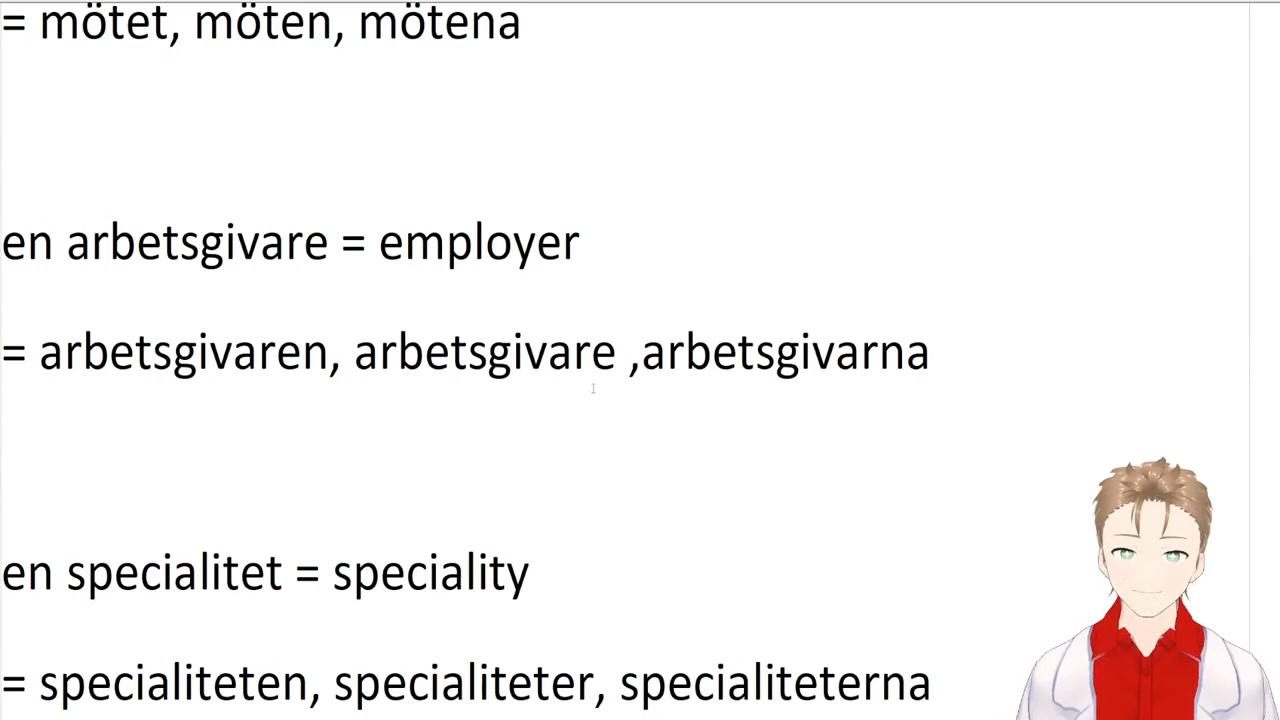 = mötet, möten, mötena
en arbetsgivare = employer
= arbetsgivaren, arbetsgivare ,arbetsgivarna
en specialitet = speciality
= specialiteten, specialiteter, specialiteterna